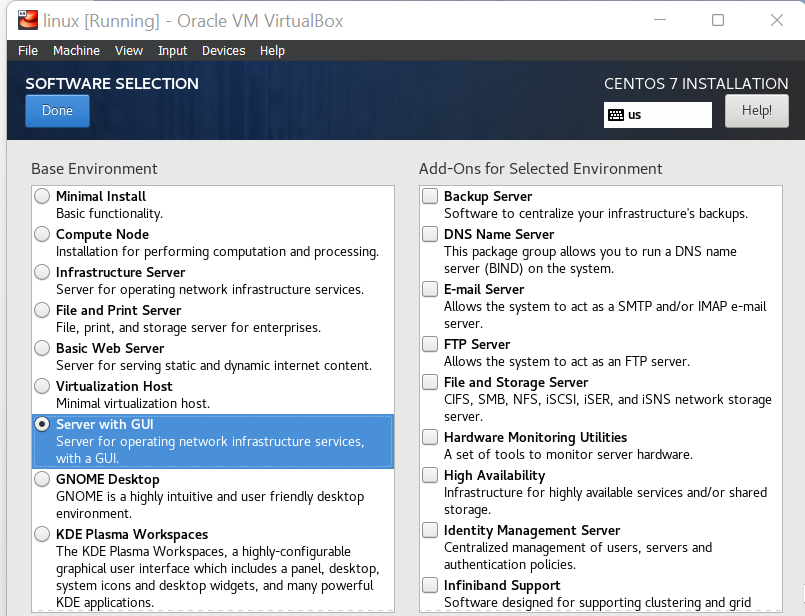 linux [Running] - Oracle VM VirtualBox
File Machine View Input Devices Help
SOFTWARE SELECTION
CENTOS 7 INSTALLATION
Done
us
Help!
Base Environment
Minimal Install
Basic functionality.
Compute Node
Installation for performing computation and processing.
Infrastructure Server
Server for operating network infrastructure services.
File and Print Server
File, print, and storage server for enterprises.
Basic Web Server
Server for serving static and dynamic internet content.
Virtualization Host
Minimal virtualization host.
Server with GUI
Server for operating network infrastructure services,
with a GUI.
GNOME Desktop
GNOME is a highly intuitive and user friendly desktop
environment.
KDE Plasma Workspaces
The KDE Plasma Workspaces, a highly-configurable
graphical user interface which includes a panel, desktop,
system icons and desktop widgets, and many powerful
KDE applications.
Add-Ons for Selected Environment
Backup Server
Software to centralize your infrastructure's backups.
DNS Name Server
This package group allows you to run a DNS name
server (BIND) on the system.
E-mail Server
Allows the system to act as a SMTP and/or IMAP e-mail
server.
FTP Server
Allows the system to act as an FTP server.
File and Storage Server
CIFS, SMB, NFS, iSCSI, iSER, and iSNS network storage
server.
Hardware Monitoring Utilities
A set of tools to monitor server hardware.
High Availability
Infrastructure for highly available services and/or shared
storage.
Identity Management Server
Centralized management of users, servers and
authentication policies.
Infiniband Support
Software designed for supporting clustering and grid